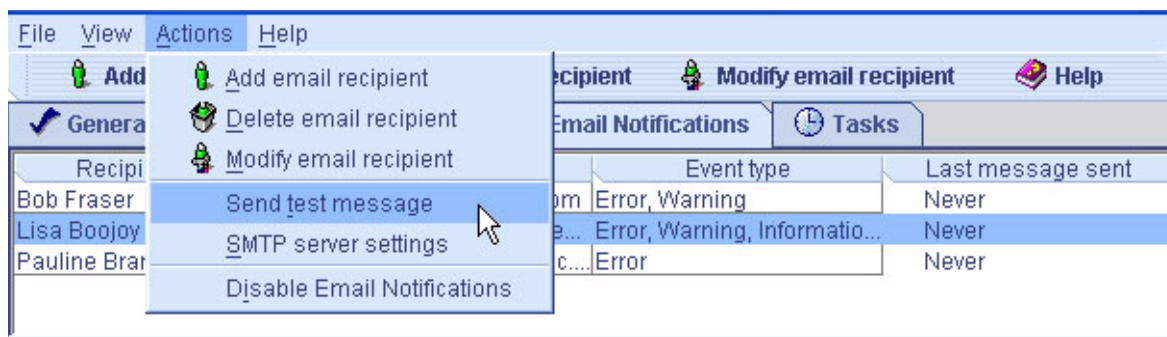 File View Actions Help
Add ecipient Modify email recipient Help
Add email recipient
Delete email recipient
Modify email recipient
Send test message
SMTP server settings
Disable Email Notifications
Genera Email Notifications Tasks
Recipi Event type Last message sent
Bob Fraser om Error, Warning Never
Lisa Boojoy e... Error, Warning, Informatio... Never
Pauline Brar c.... Error Never